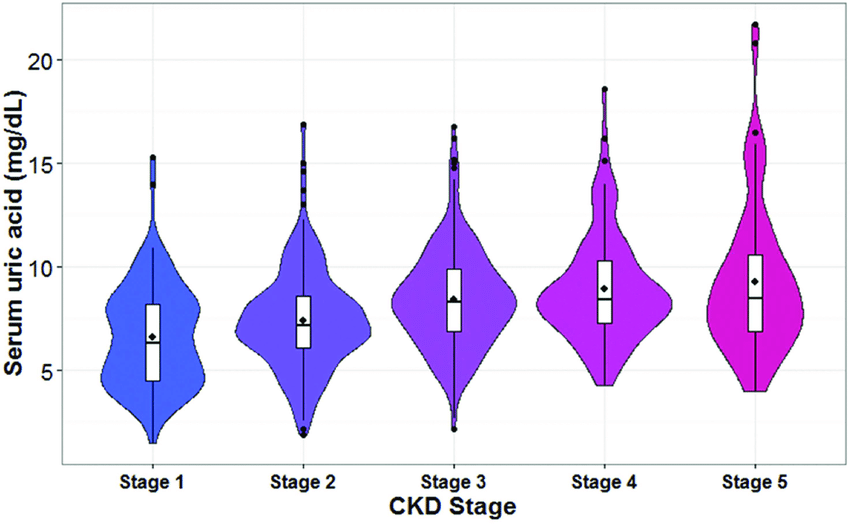 Serum uric acid (mg/dL)
20
15
10
5
Stage 1 Stage 2 Stage 3 Stage 4 Stage 5
CKD Stage